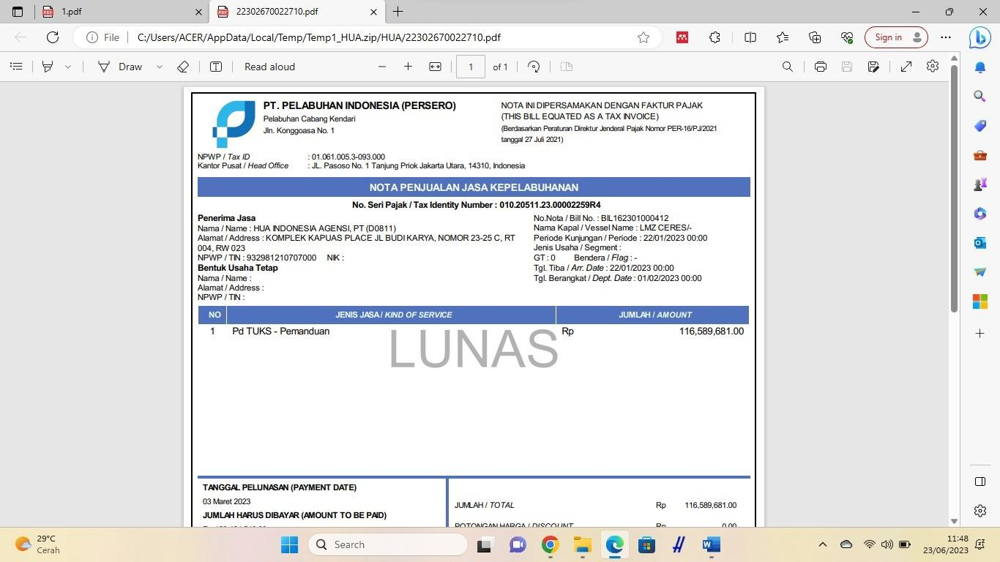 1.pdf
22302670022710.pdf
File
C:/Users/ACER/AppData/Local/Temp/Temp1_HUA.zip/HUA/22302670022710.pdf
Sign in
Draw
Read aloud
1
of 1
PT. PELABUHAN INDONESIA (PERSERO)
Pelabuhan Cabang Kendari
Jln. Konggoasa No. 1
NOTA INI DIPERSAMAKAN DENGAN FAKTUR PAJAK
(THIS BILL EQUATED AS A TAX INVOICE)
(Berdasarkan Peraturan Direktur Jenderal Pajak Nomor PER-16/PJ/2021
tanggal 27 Juli 2021)
NPWP / Tax ID : 01.061.005.3-093.000
Kantor Pusat / Head Office : JL. Pasoso No. 1 Tanjung Priok Jakarta Utara, 14310, Indonesia
NOTA PENJUALAN JASA KEPELABUHANAN
No. Seri Pajak / Tax Identity Number : 010.20511.23.00002259R4
Penerima Jasa
Nama / Name : HUA INDONESIA AGENSI, PT (D0811)
Alamat / Address : KOMPLEK KAPUAS PLACE JL BUDI KARYA, NOMOR 23-25 C, RT
004, RW 023
NPWP / TIN : 932981210707000 NIK :
Bentuk Usaha Tetap
Nama / Name :
Alamat / Address :
NPWP / TIN :
No.Nota / Bill No. : BIL162301000412
Nama Kapal / Vessel Name : LMZ CERES/-
Periode Kunjungan / Periode : 22/01/2023 00:00
Jenis Usaha / Segment :
GT : 0 Bendera / Flag : -
Tgl. Tiba / Arr. Date : 22/01/2023 00:00
Tgl. Berangkat / Dept. Date : 01/02/2023 00:00
NO JENIS JASA / KIND OF SERVICE JUMLAH / AMOUNT
1 Pd TUKS - Pemanduan Rp 116,589,681.00
LUNAS
TANGGAL PELUNASAN (PAYMENT DATE)
03 Maret 2023
JUMLAH HARUS DIBAYAR (AMOUNT TO BE PAID)
JUMLAH / TOTAL Rp 116,589,681.00
POTONGAN HARGA / DISCOUNT Rp 0.00
29°C
Cerah
Search
11:48
23/06/2023